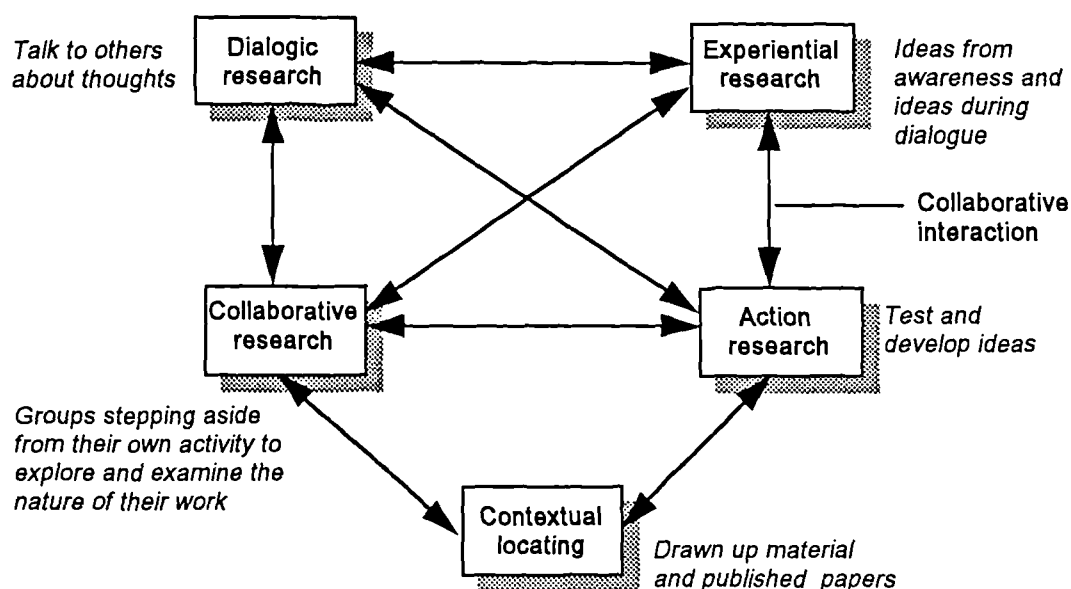 Talk to others
about thoughts
Dialogic
research
Experiential
research
Ideas from
awareness and
ideas during
dialogue
Collaborative
interaction
Collaborative
research
Action
research
Test and
develop ideas
Groups stepping aside
from their own activity to
explore and examine the
nature of their work
Contextual
locating
Drawn up material
and published papers